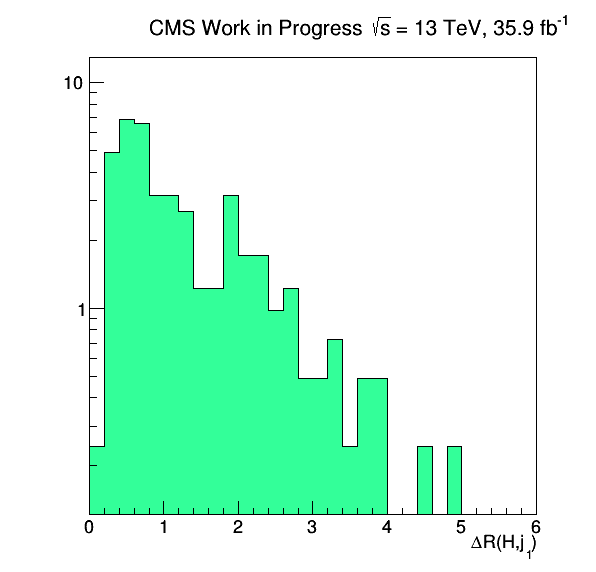 CMS Work in Progress √s = 13 TeV, 35.9 fb⁻¹
10
1
0 1 2 3 4 5 6
ΔR(H,j₁)